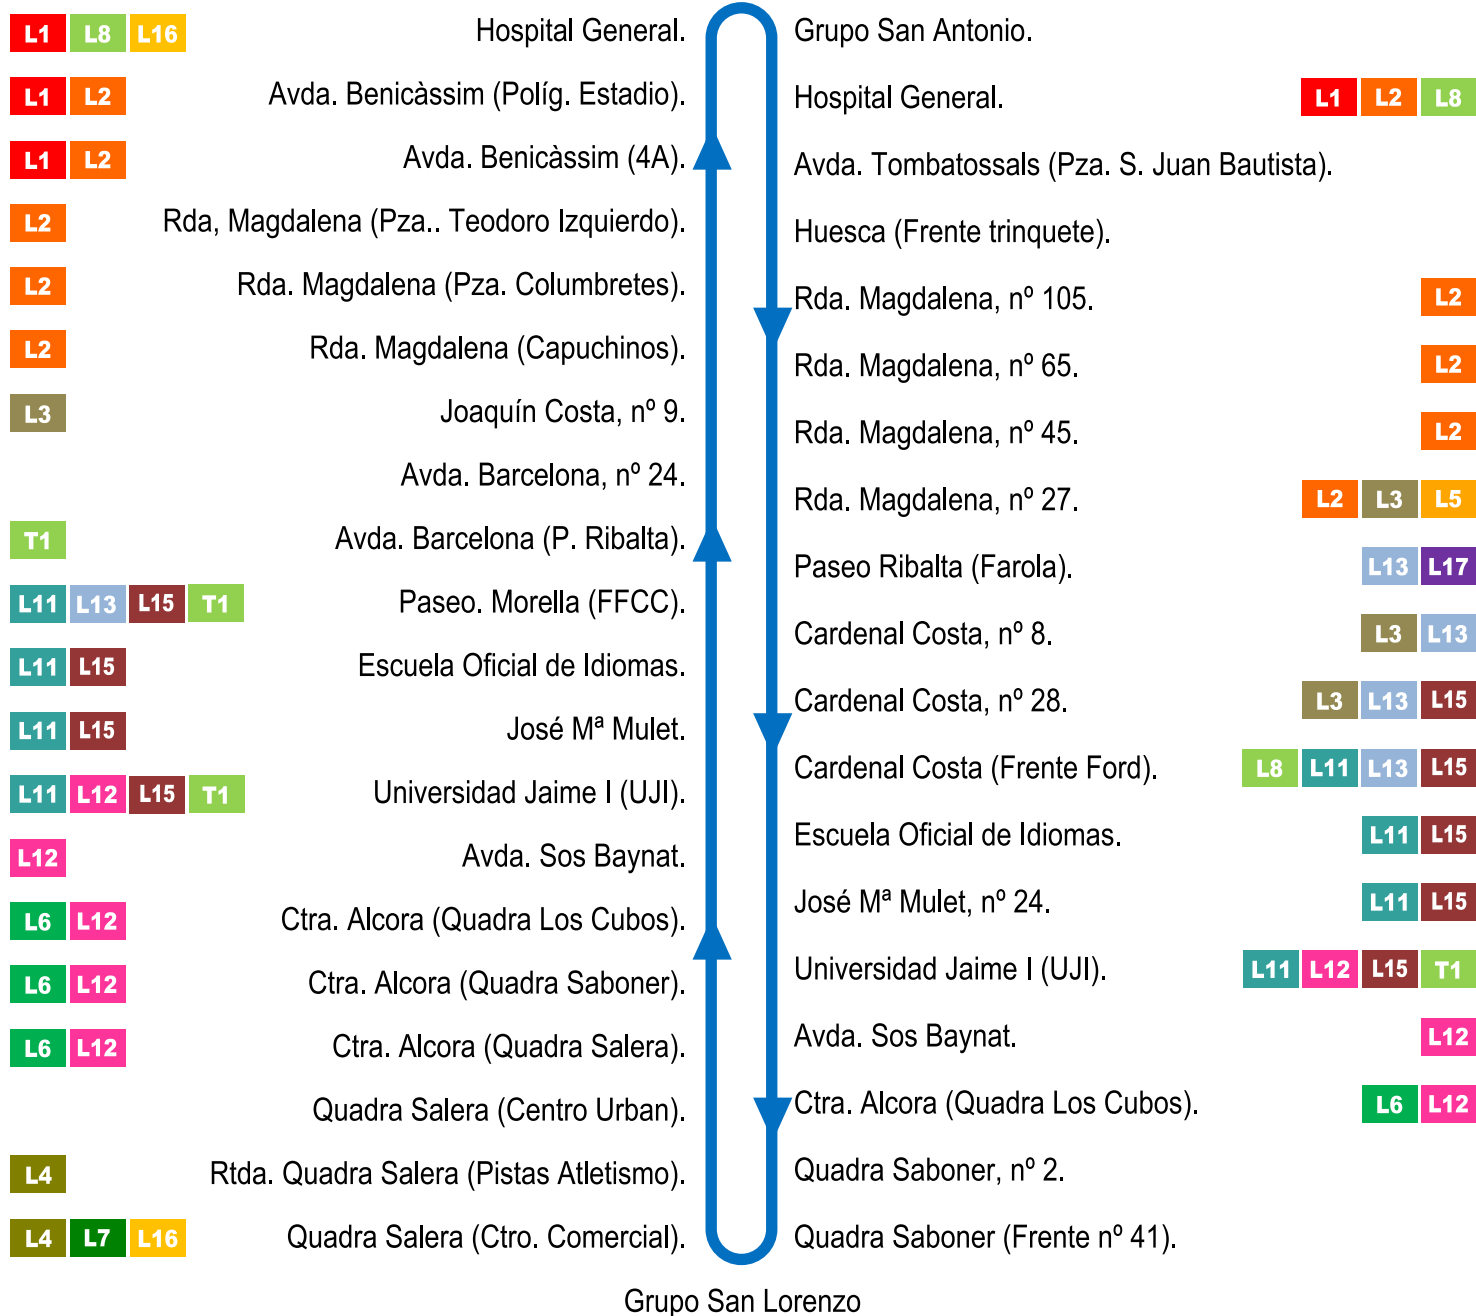 L1 L8 L16 Hospital General.
L1 L2 Avda. Benicàssim (Políg. Estadio).
L1 L2 Avda. Benicàssim (4A).
L2 Rda, Magdalena (Pza.. Teodoro Izquierdo).
L2 Rda. Magdalena (Pza. Columbretes).
L2 Rda. Magdalena (Capuchinos).
L3 Joaquín Costa, nº 9.
Avda. Barcelona, nº 24.
T1 Avda. Barcelona (P. Ribalta).
L11 L13 L15 T1 Paseo. Morella (FFCC).
L11 L15 Escuela Oficial de Idiomas.
L11 L15 José Mª Mulet.
L11 L12 L15 T1 Universidad Jaime I (UJI).
L12 Avda. Sos Baynat.
L6 L12 Ctra. Alcora (Quadra Los Cubos).
L6 L12 Ctra. Alcora (Quadra Saboner).
L6 L12 Ctra. Alcora (Quadra Salera).
Quadra Salera (Centro Urban).
L4 Rtda. Quadra Salera (Pistas Atletismo).
L4 L7 L16 Quadra Salera (Ctro. Comercial).
Grupo San Antonio.
Hospital General. L1 L2 L8
Avda. Tombatossals (Pza. S. Juan Bautista).
Huesca (Frente trinquete).
Rda. Magdalena, nº 105. L2
Rda. Magdalena, nº 65. L2
Rda. Magdalena, nº 45. L2
Rda. Magdalena, nº 27. L2 L3 L5
Paseo Ribalta (Farola). L13 L17
Cardenal Costa, nº 8. L3 L13
Cardenal Costa, nº 28. L3 L13 L15
Cardenal Costa (Frente Ford). L8 L11 L13 L15
Escuela Oficial de Idiomas. L11 L15
José Mª Mulet, nº 24. L11 L15
Universidad Jaime I (UJI). L11 L12 L15 T1
Avda. Sos Baynat. L12
Ctra. Alcora (Quadra Los Cubos). L6 L12
Quadra Saboner, nº 2.
Quadra Saboner (Frente nº 41).
Grupo San Lorenzo